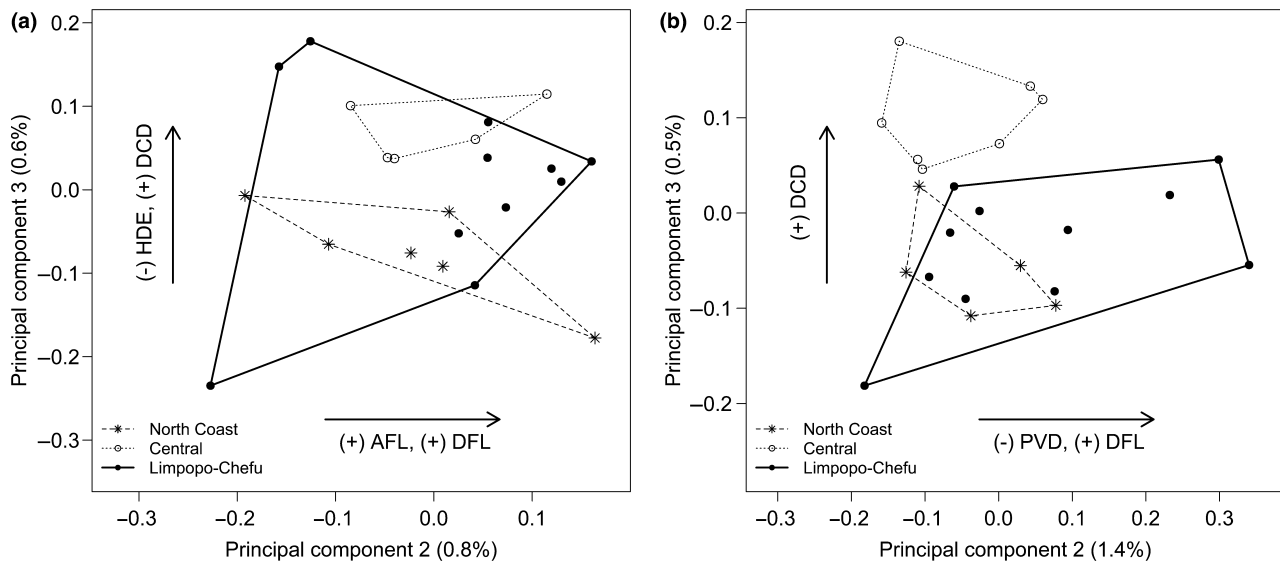 (a)
0.2
0.1
0.0
–0.1
–0.2
–0.3
Principal component 3 (0.6%)
(-) HDE, (+) DCD
(+) AFL, (+) DFL
North Coast
Central
Limpopo-Chefu
–0.3
–0.2
–0.1
0.0
0.1
Principal component 2 (0.8%)
(b)
0.2
0.1
0.0
–0.1
–0.2
Principal component 3 (0.5%)
(+) DCD
(-) PVD, (+) DFL
North Coast
Central
Limpopo-Chefu
–0.3
–0.2
–0.1
0.0
0.1
0.2
0.3
Principal component 2 (1.4%)